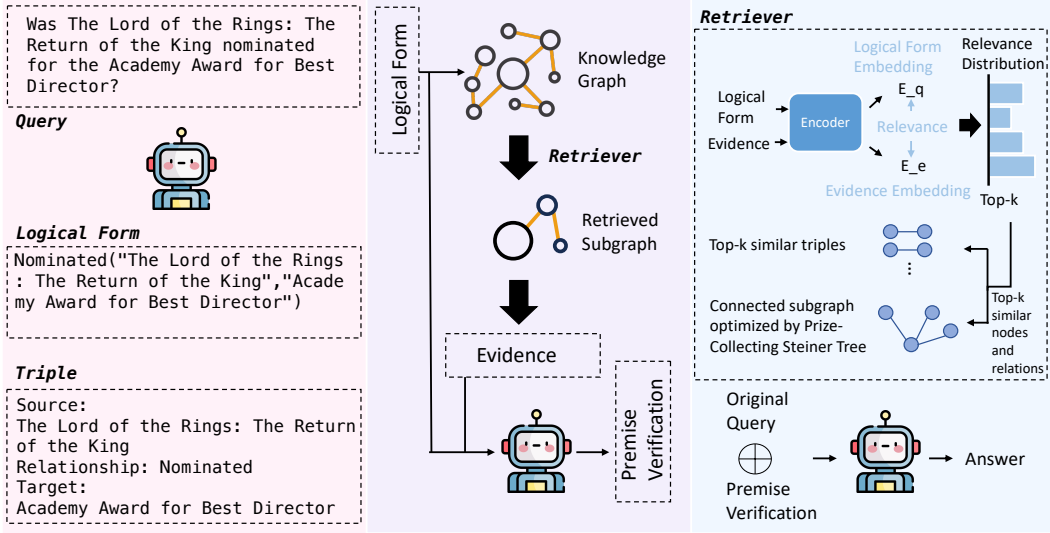 Was The Lord of the Rings: The
Return of the King nominated
for the Academy Award for Best
Director?
Query
Logical Form
Nominated("The Lord of the Rings
: The Return of the King","Acade
my Award for Best Director")
Triple
Source:
The Lord of the Rings: The Return
of the King
Relationship: Nominated
Target:
Academy Award for Best Director
Logical Form
Knowledge
Graph
Retriever
Retrieved
Subgraph
Evidence
Premise
Verification
Retriever
Logical Form
Embedding
Relevance
Distribution
Logical
Form
Evidence
Encoder
E_q
Relevance
E_e
Evidence Embedding
Top-k
Top-k similar triples
...
Connected subgraph
optimized by Prize-
Collecting Steiner Tree
Top-k
similar
nodes
and
relations
Original
Query
Premise
Verification
Answer